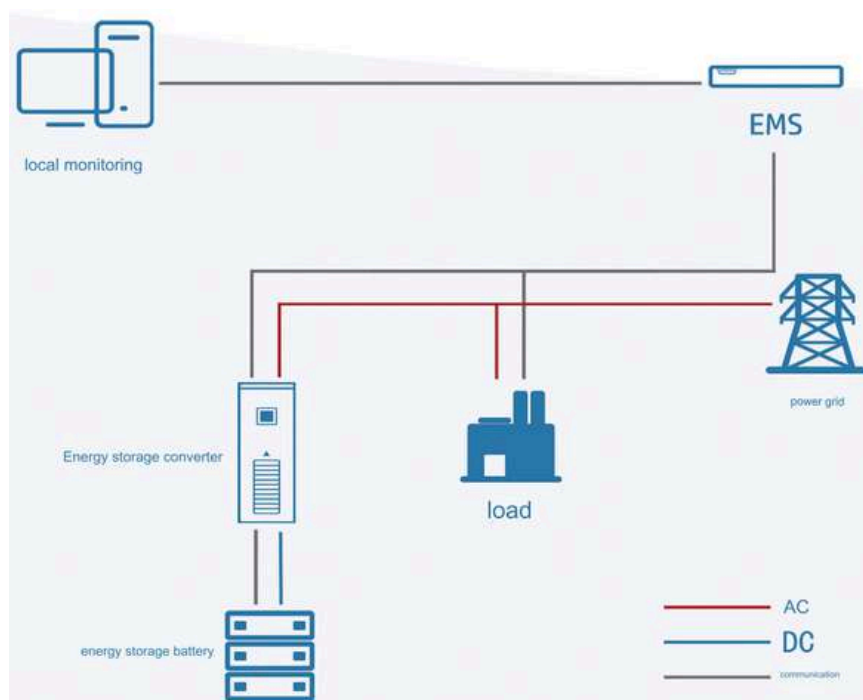 EMS
local monitoring
power grid
Energy storage converter
load
AC
DC
energy storage battery
communication